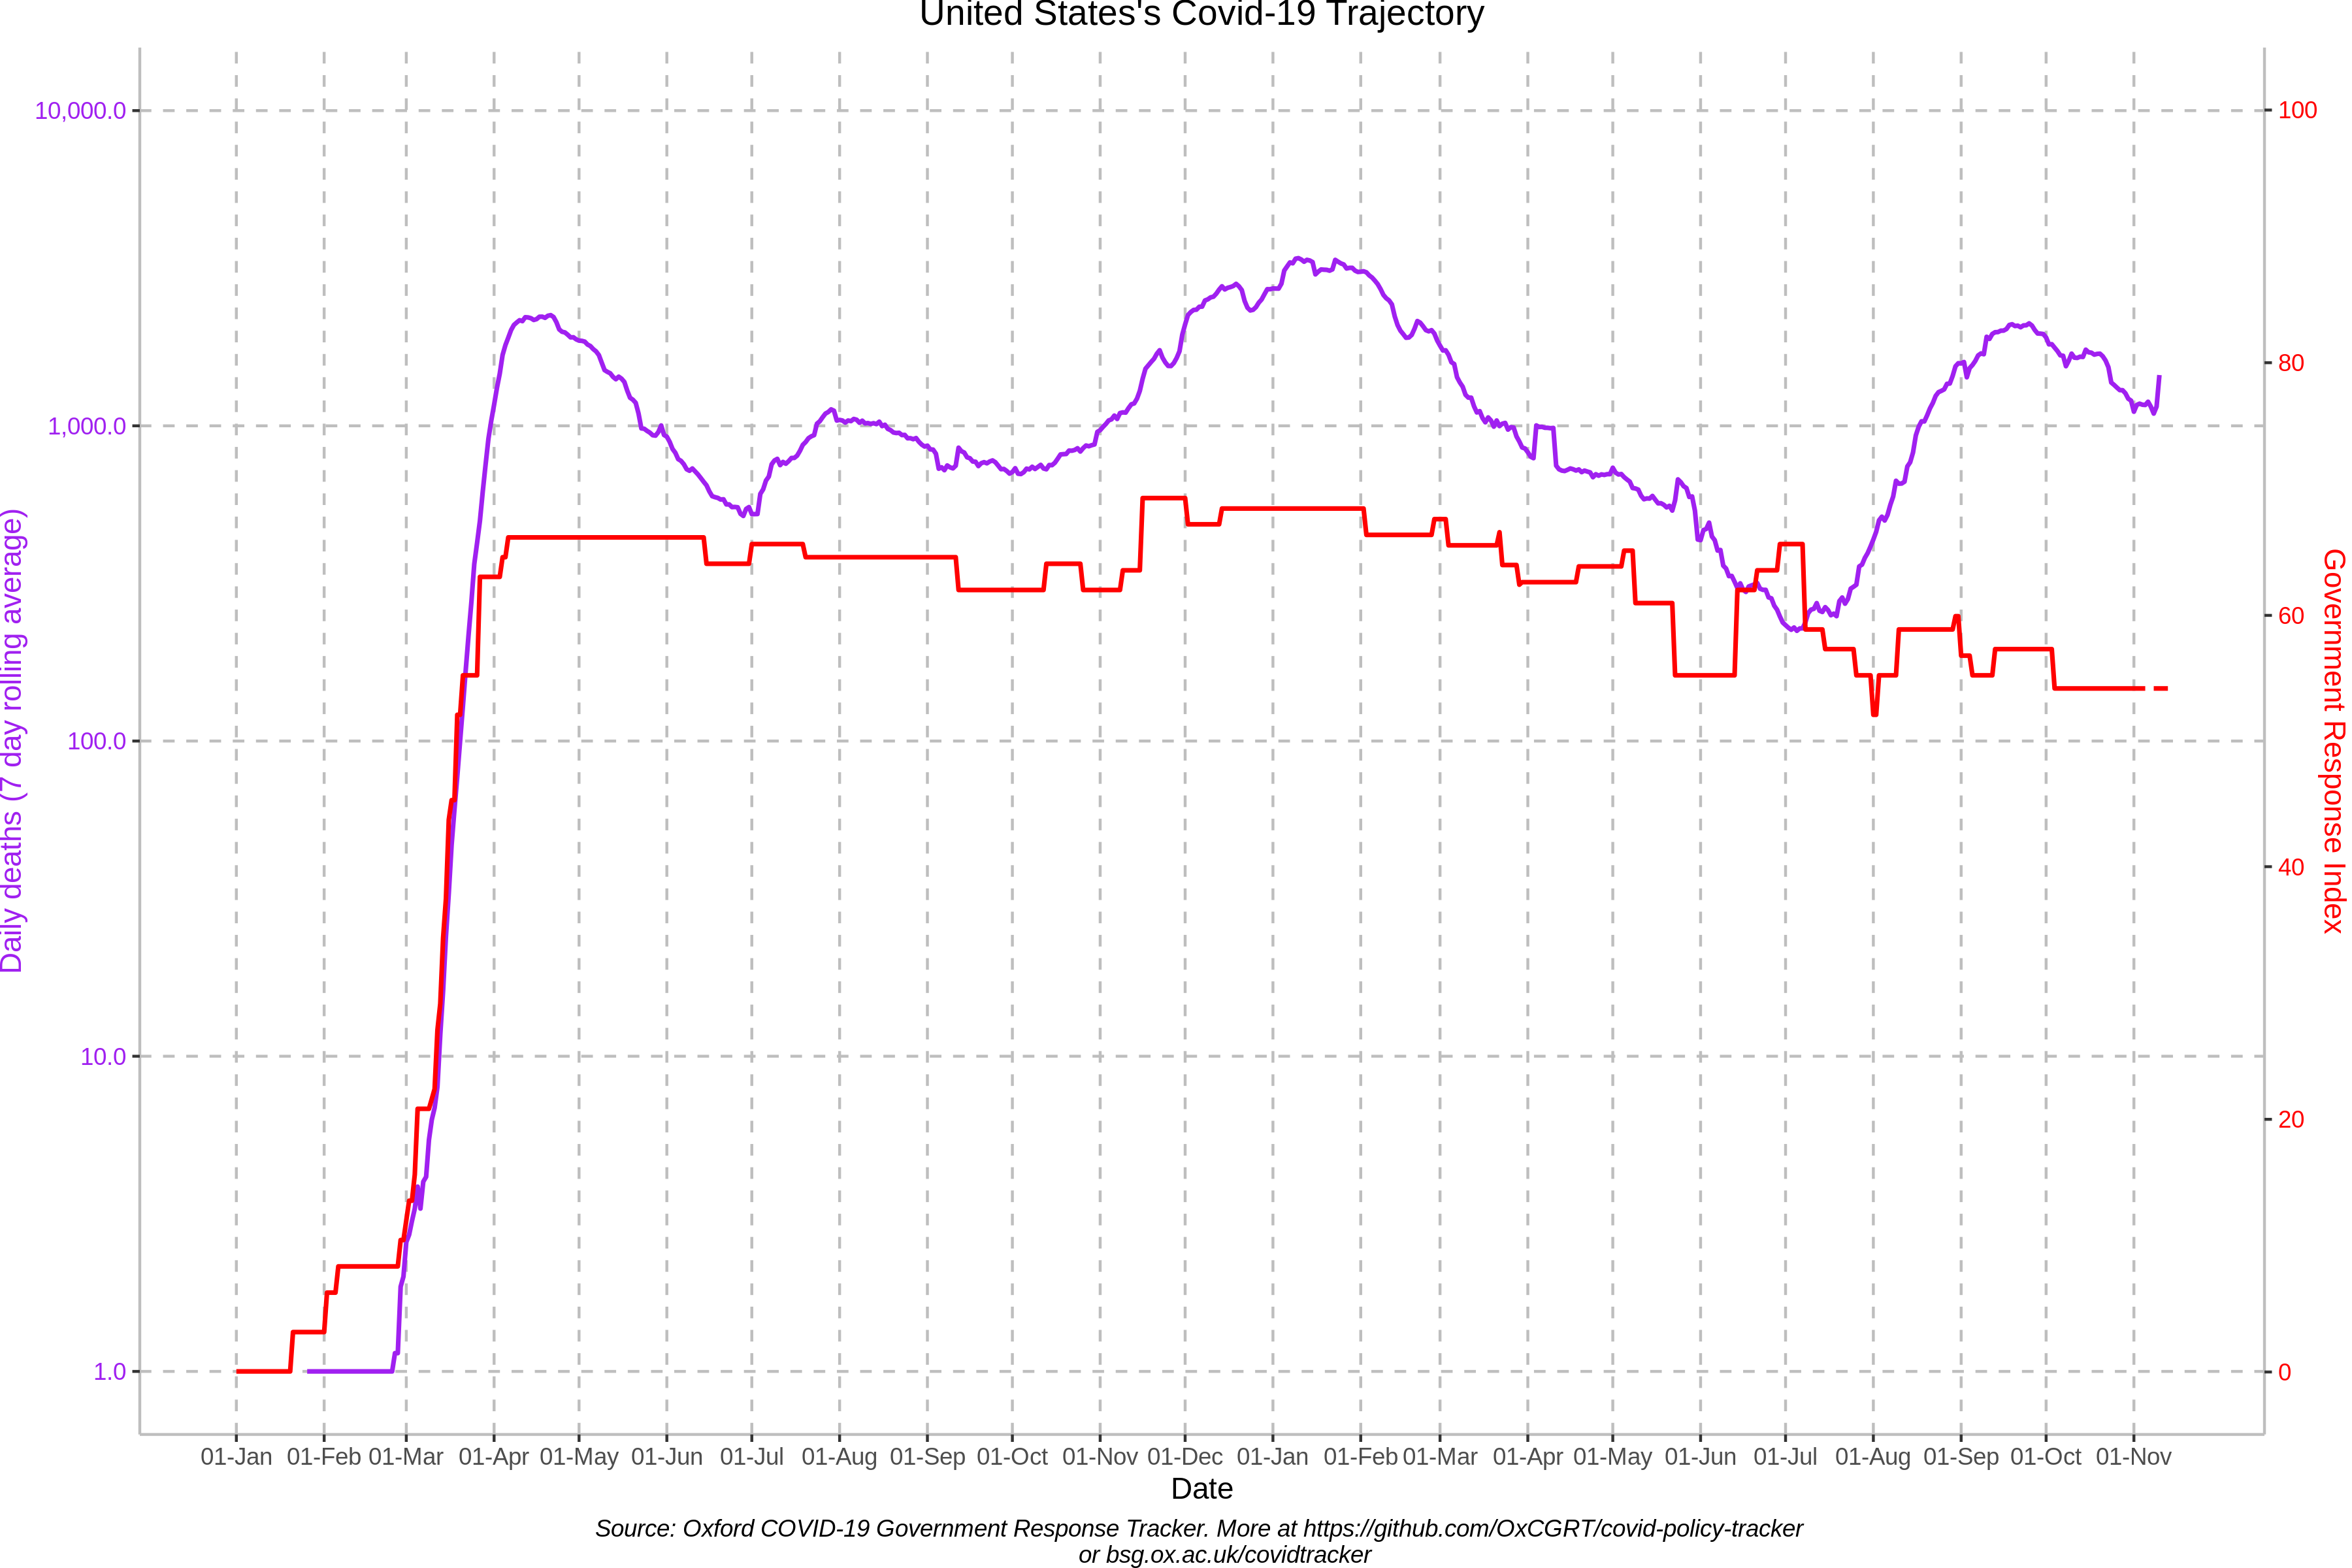 United States's Covid-19 Trajectory
10,000.0
1,000.0
100.0
10.0
1.0
Daily deaths (7 day rolling average)
100
80
60
40
20
0
Government Response Index
01-Jan 01-Feb 01-Mar 01-Apr 01-May 01-Jun 01-Jul 01-Aug 01-Sep 01-Oct 01-Nov 01-Dec 01-Jan 01-Feb 01-Mar 01-Apr 01-May 01-Jun 01-Jul 01-Aug 01-Sep 01-Oct 01-Nov
Date
Source: Oxford COVID-19 Government Response Tracker. More at https://github.com/OxCGRT/covid-policy-tracker
or bsg.ox.ac.uk/covidtracker